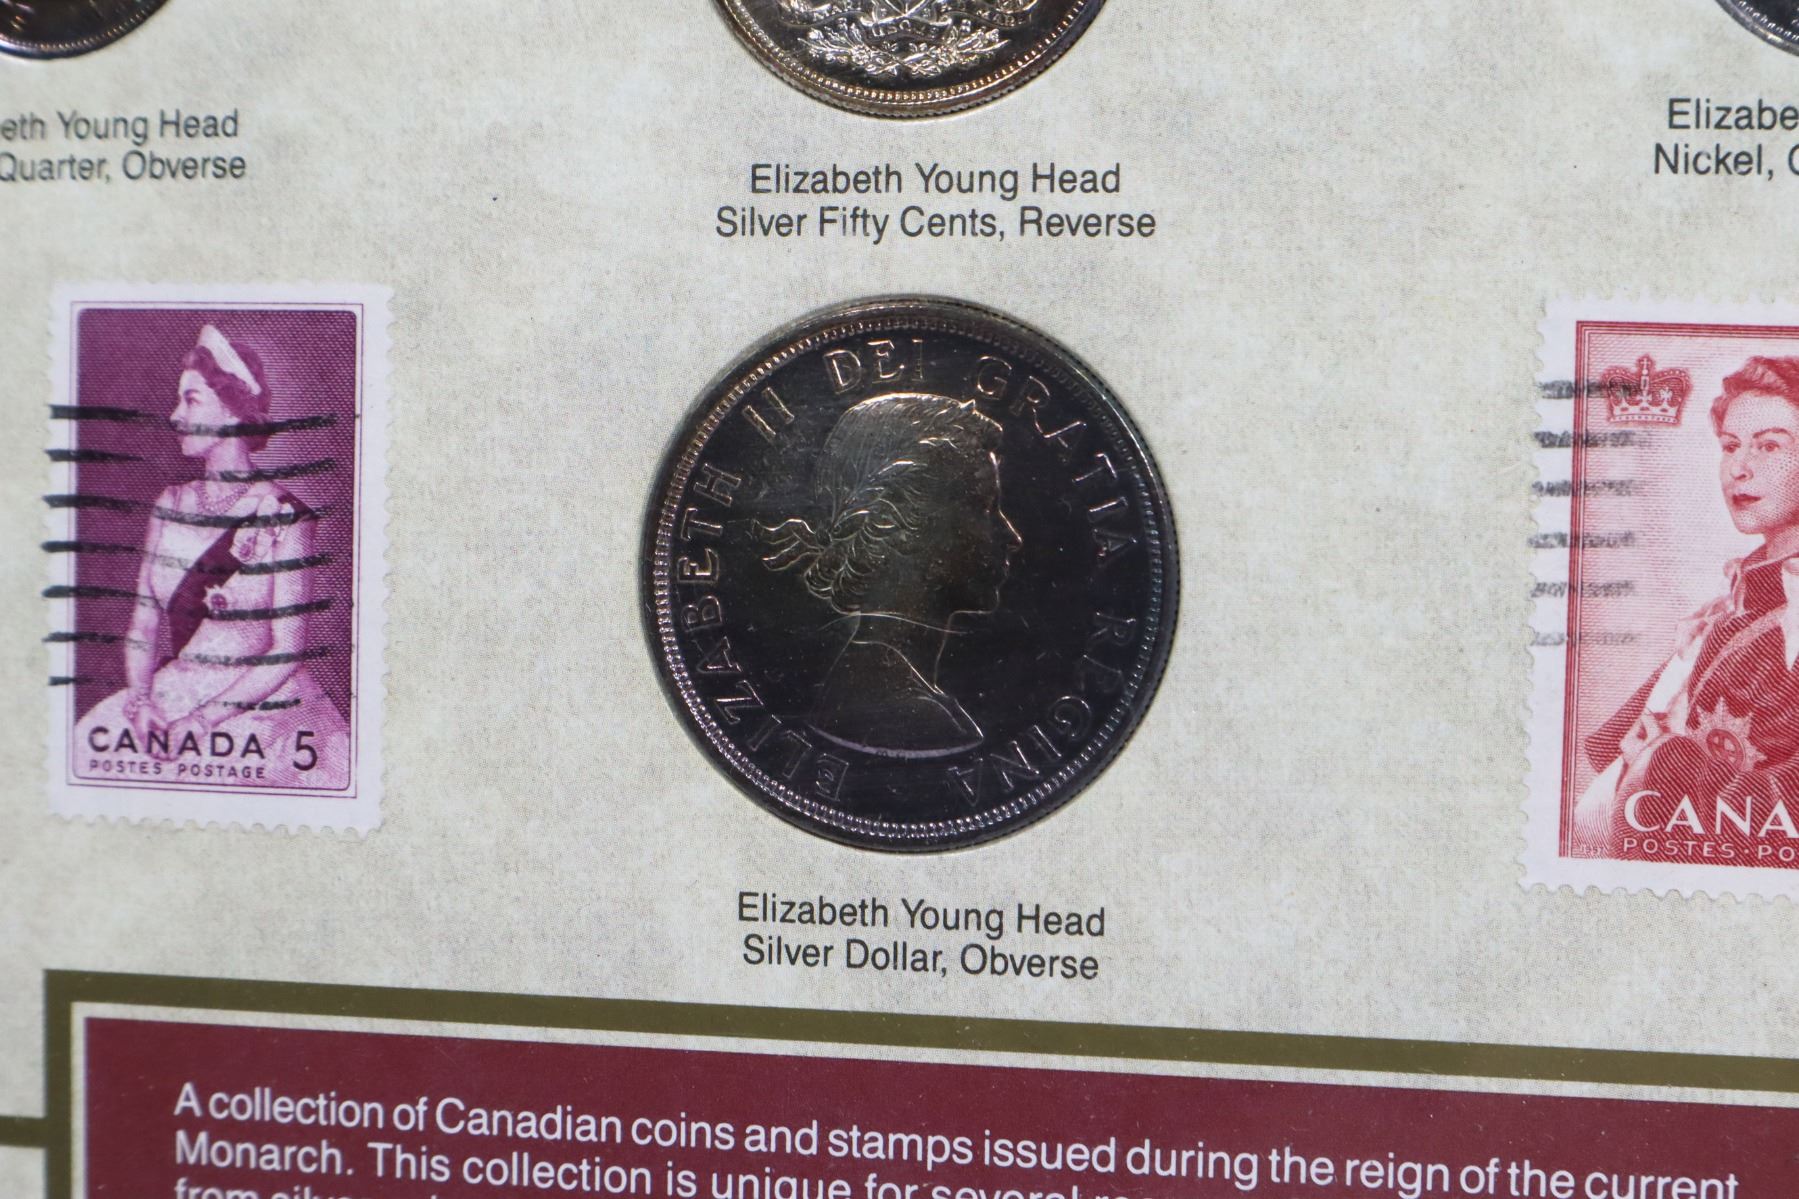 eth Young Head
Quarter, Obverse
Elizabeth Young Head
Silver Fifty Cents, Reverse
Elizabe
Nickel,
CANADA 5
POSTES POSTAGE
ELIZABETH II DEI GRATIA REGINA
CANA
POSTES · PO
Elizabeth Young Head
Silver Dollar, Obverse
A collection of Canadian coins and stamps issued during the reign of the current
Monarch. This collection is unique for several